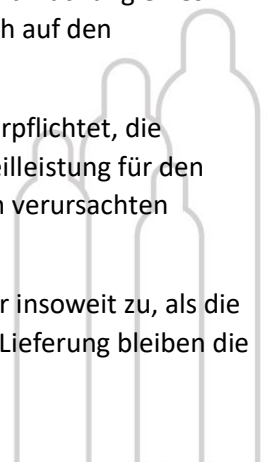 h auf den
rpflichtet, die
eilleistung für den
n verursachten
r insoweit zu, als die
Lieferung bleiben die